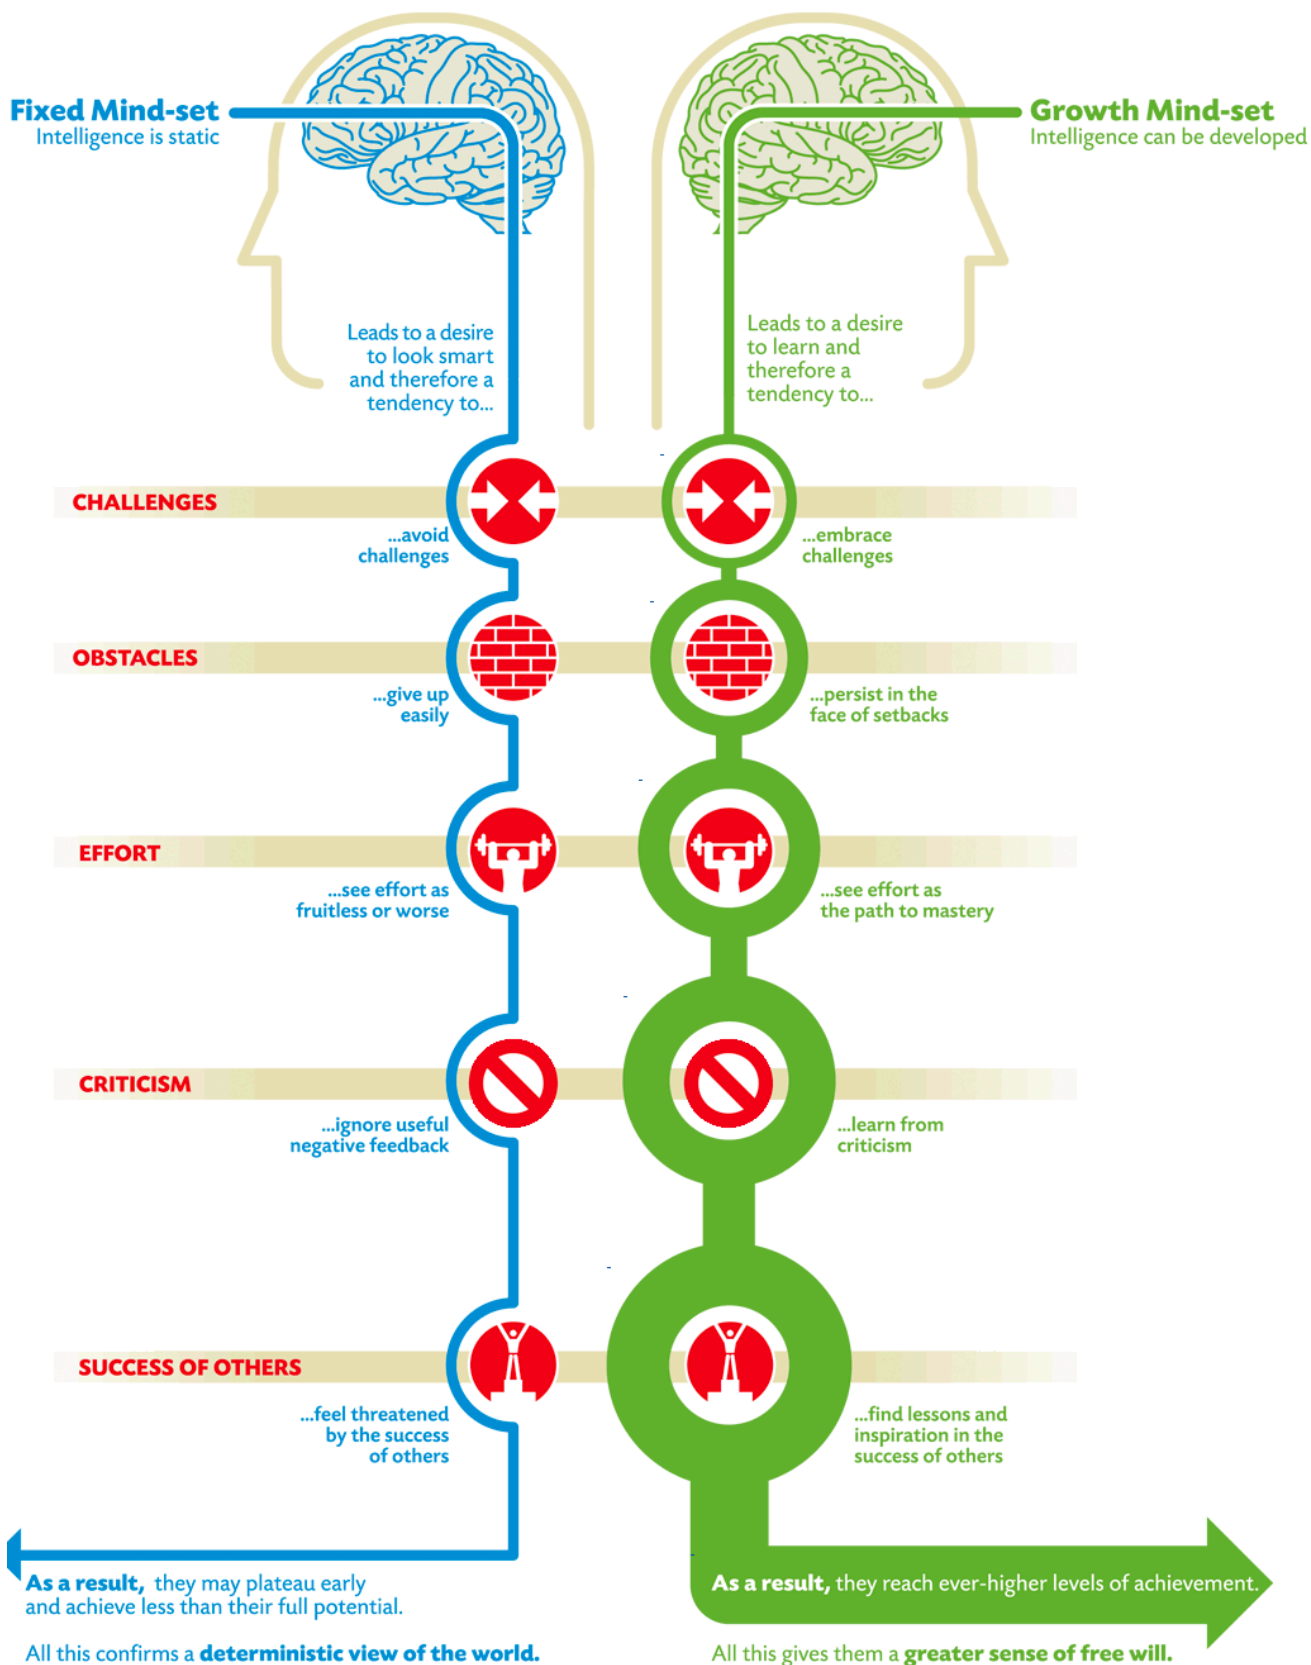 Fixed Mind-set
Intelligence is static
Growth Mind-set
Intelligence can be developed
Leads to a desire
to look smart
and therefore a
tendency to...
Leads to a desire
to learn and
therefore a
tendency to...
CHALLENGES
...avoid
challenges
...embrace
challenges
OBSTACLES
...give up
easily
...persist in the
face of setbacks
EFFORT
...see effort as
fruitless or worse
...see effort as
the path to mastery
CRITICISM
...ignore useful
negative feedback
...learn from
criticism
SUCCESS OF OTHERS
...feel threatened
by the success
of others
...find lessons and
inspiration in the
success of others
As a result, they may plateau early
and achieve less than their full potential.
All this confirms a deterministic view of the world.
As a result, they reach ever-higher levels of achievement.
All this gives them a greater sense of free will.